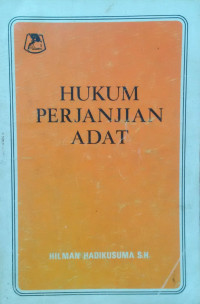 HUKUM
PERJANJIAN
ADAT
HILMAN HADIKUSUMA S.H.